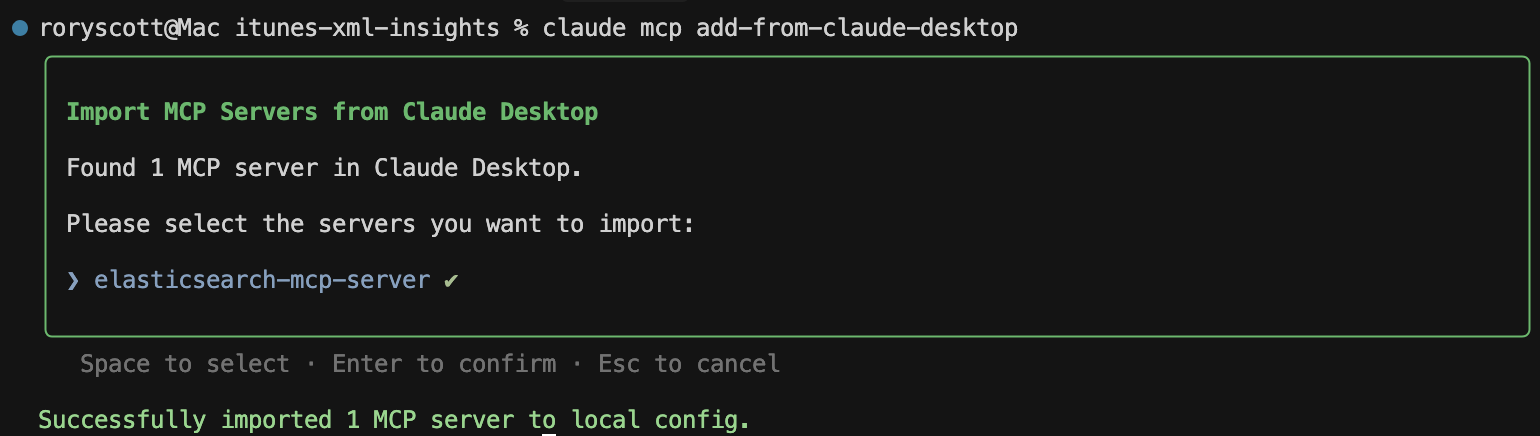 roryscott@Mac itunes-xml-insights % claude mcp add-from-claude-desktop
Import MCP Servers from Claude Desktop
Found 1 MCP server in Claude Desktop.
Please select the servers you want to import:
❯ elasticsearch-mcp-server ✔
Space to select · Enter to confirm · Esc to cancel
Successfully imported 1 MCP server to local config.